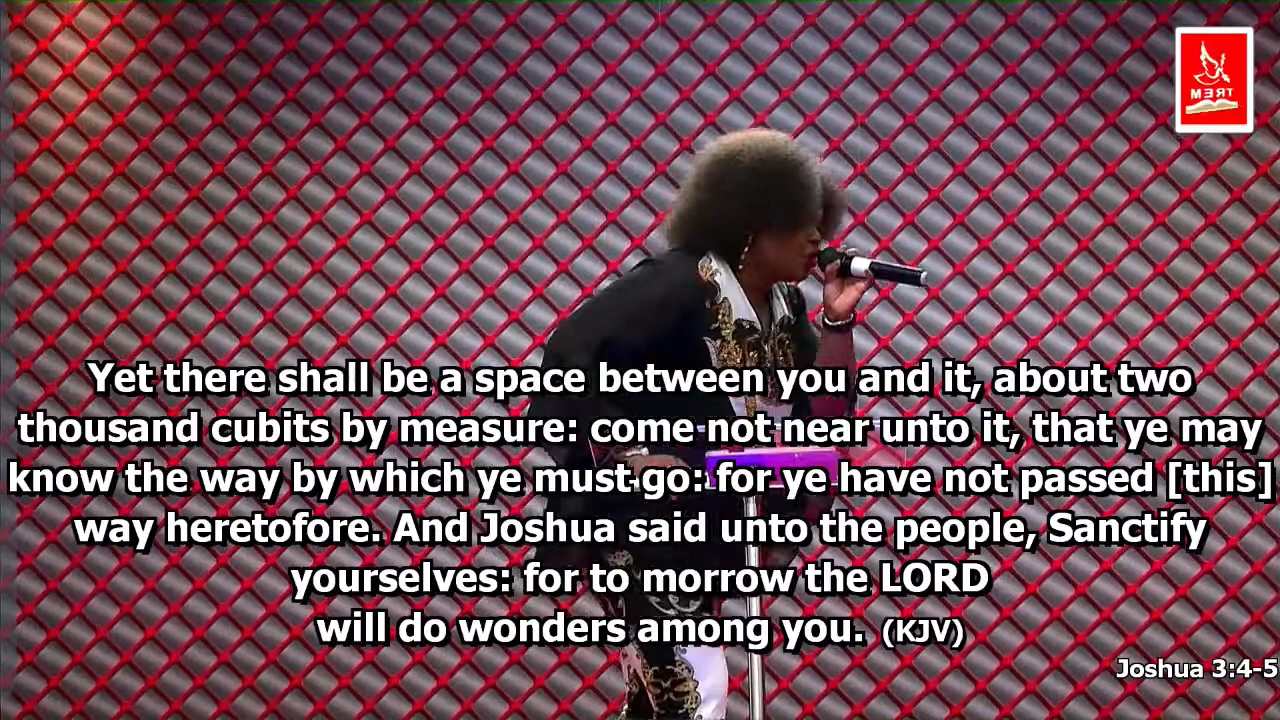 TREM
Yet there shall be a space between you and it, about two
thousand cubits by measure: come not near unto it, that ye may
know the way by which ye must go: for ye have not passed [this]
way heretofore. And Joshua said unto the people, Sanctify
yourselves: for to morrow the LORD
will do wonders among you. (KJV)
Joshua 3:4-5